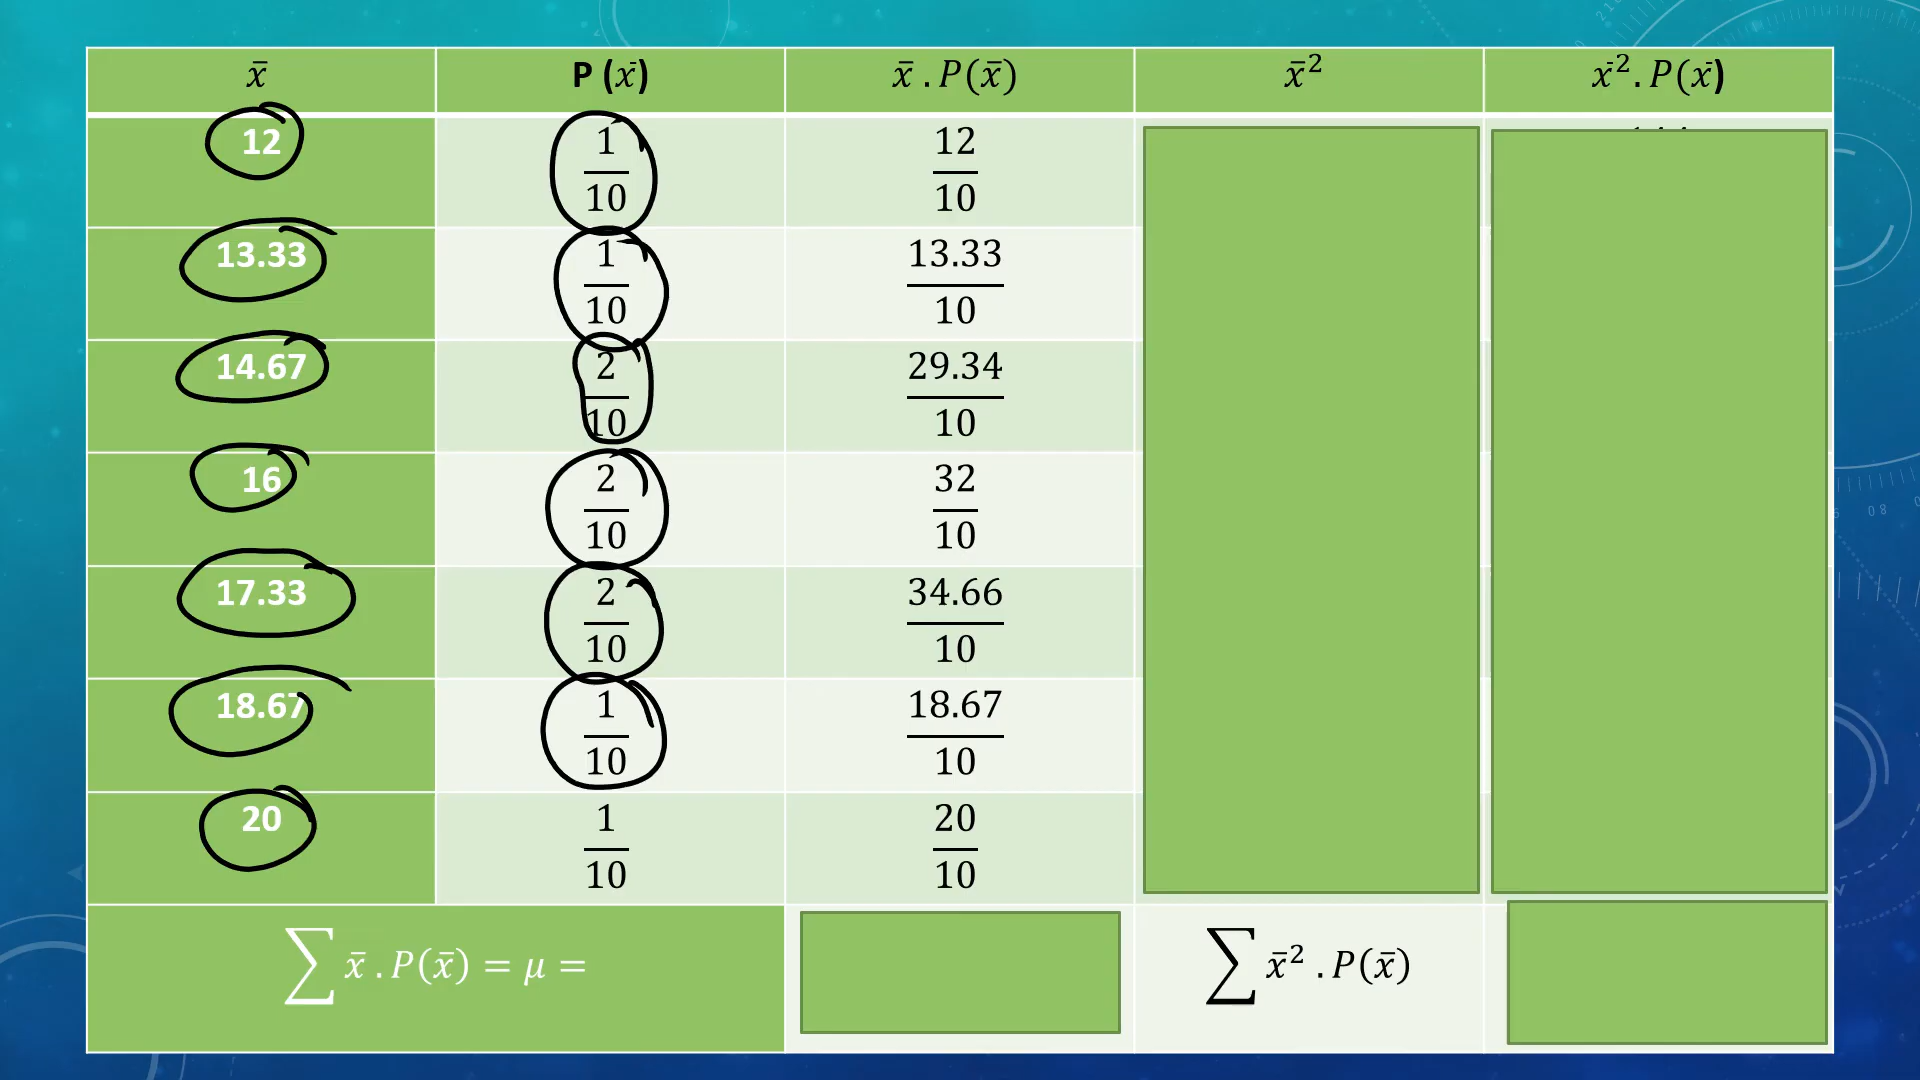 x̄ P (x̄) x̄ . P(x̄) x̄² x̄². P(x̄)
12 1/10 12/10
13.33 1/10 13.33/10
14.67 2/10 29.34/10
16 2/10 32/10
17.33 2/10 34.66/10
18.67 1/10 18.67/10
20 1/10 20/10
∑ x̄ . P(x̄) = μ = ∑ x̄² . P(x̄)
80